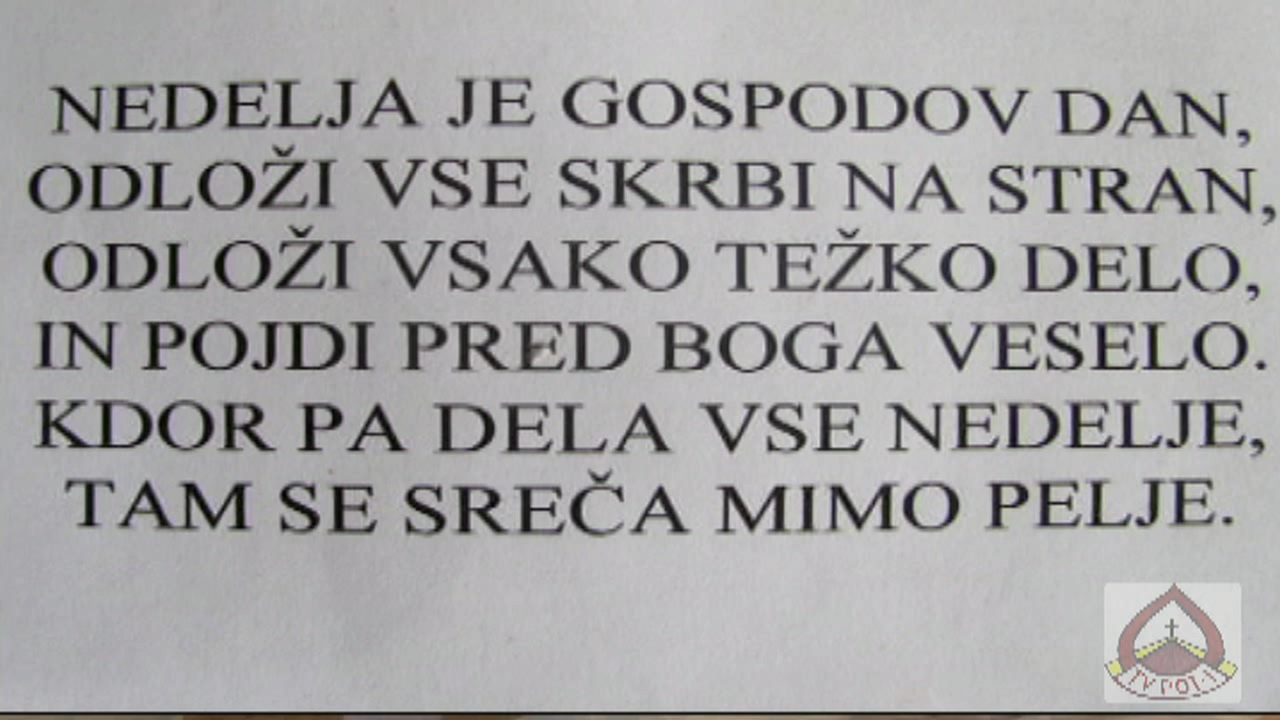 NEDELJA JE GOSPODOV DAN,
ODLOŽI VSE SKRBI NA STRAN,
ODLOŽI VSAKO TEŽKO DELO,
IN POJDI PRED BOGA VESELO.
KDOR PA DELA VSE NEDELJE,
TAM SE SREČA MIMO PELJE.